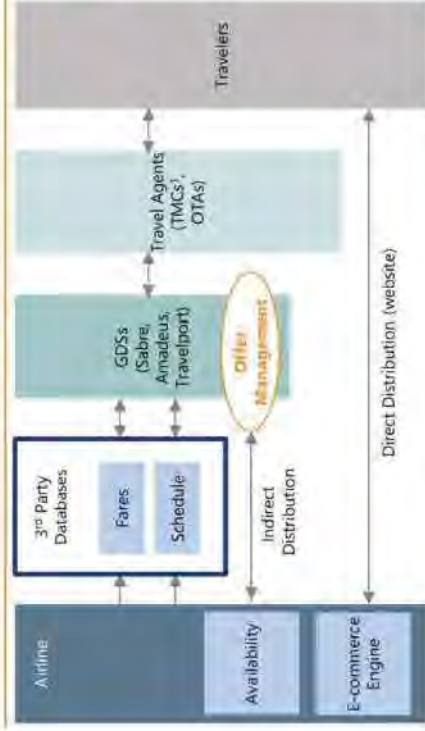 Airline
Availability
E-commerce
Engine
3rd Party
Databases
Fares
Schedule
Indirect
Distribution
GDSs
(Sabre,
Amadeus,
Travelport)
Offer
Management
Travel Agents
(TMCs¹,
OTAs)
Direct Distribution (website)
Travelers